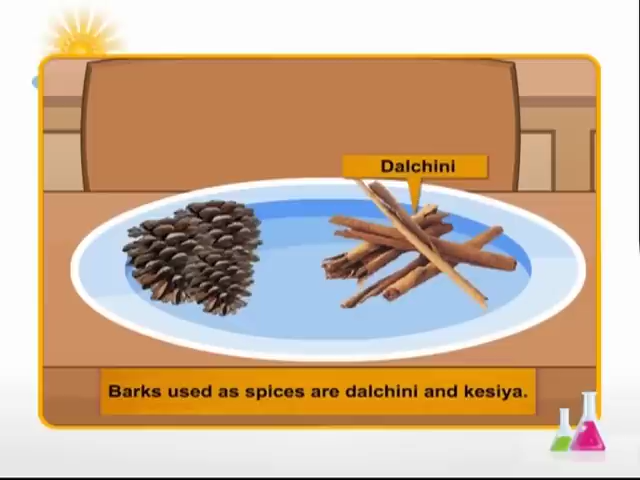 Dalchini
Barks used as spices are dalchini and kesiya.